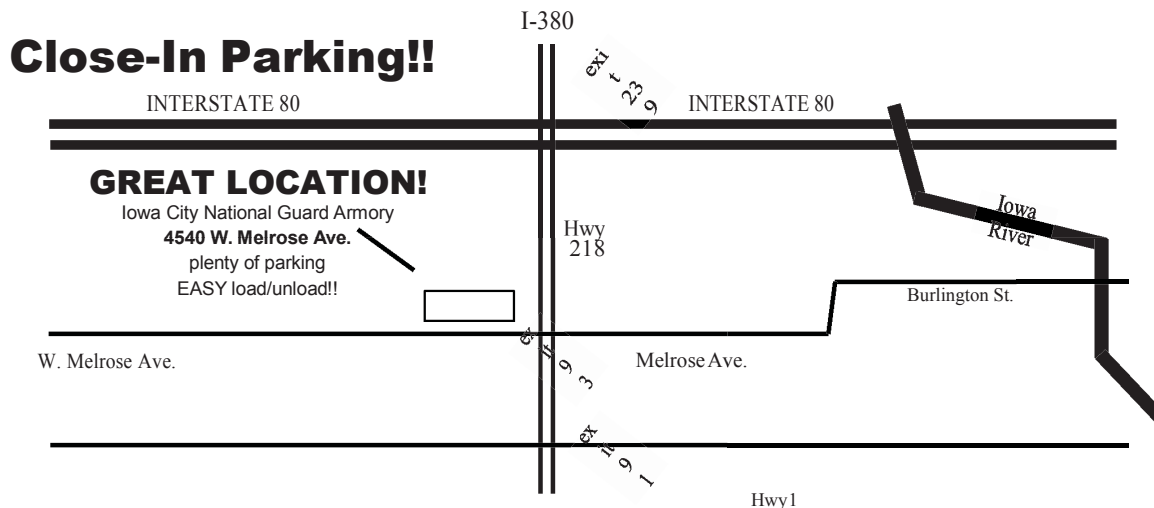 I-380
Close-In Parking!!
exit 239
INTERSTATE 80
INTERSTATE 80
GREAT LOCATION!
Iowa City National Guard Armory
4540 W. Melrose Ave.
plenty of parking
EASY load/unload!!
Hwy
218
Iowa
River
Burlington St.
exit 93
W. Melrose Ave.
Melrose Ave.
exit 91
Hwy1